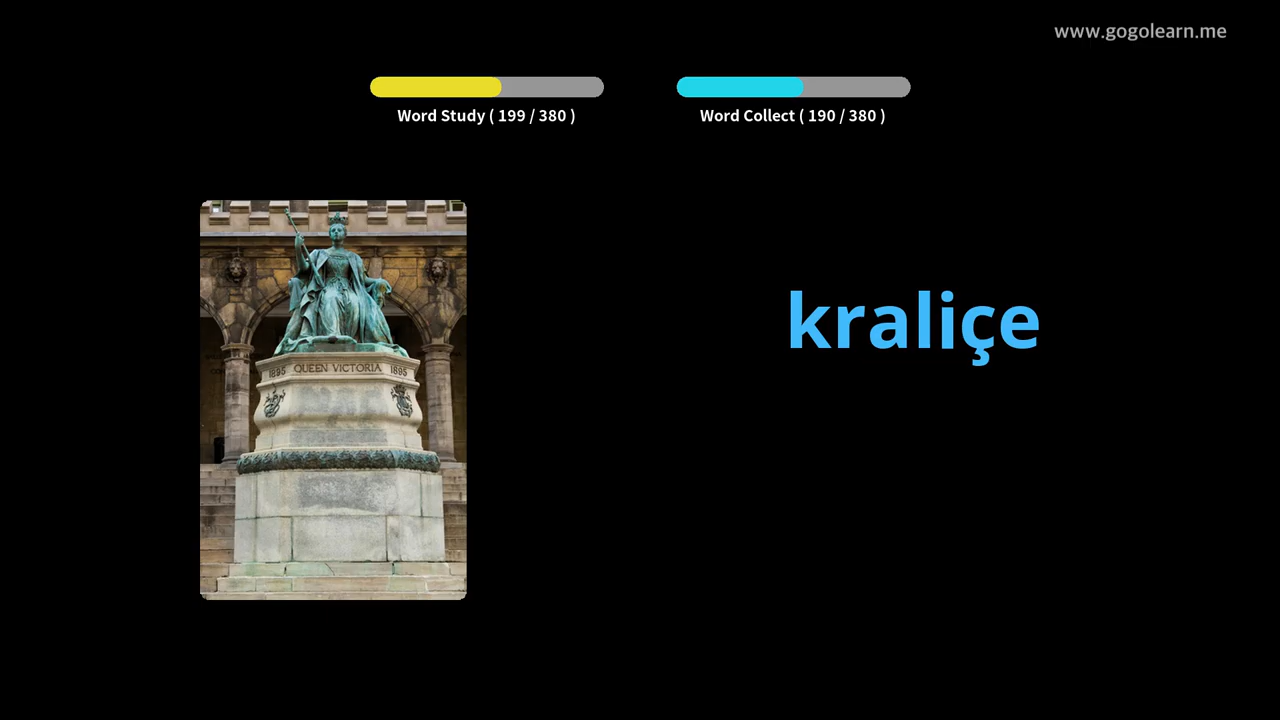 www.gogolearn.me
Word Study ( 199 / 380 )
Word Collect ( 190 / 380 )
kraliçe
1895 QUEEN VICTORIA 1895